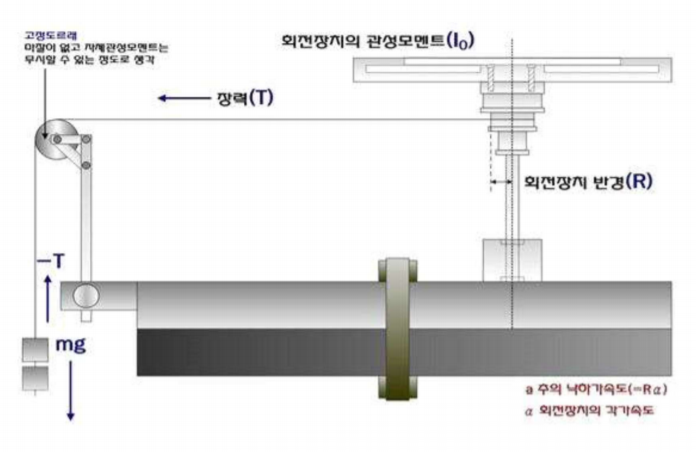 고정도르래
마찰이 없고 자체관성모멘트는
무시할 수 있는 정도로 생각
회전장치의 관성모멘트(I₀)
장력(T)
회전장치 반경(R)
−T
mg
a 추의 낙하가속도(=Rα)
α 회전장치의 각가속도